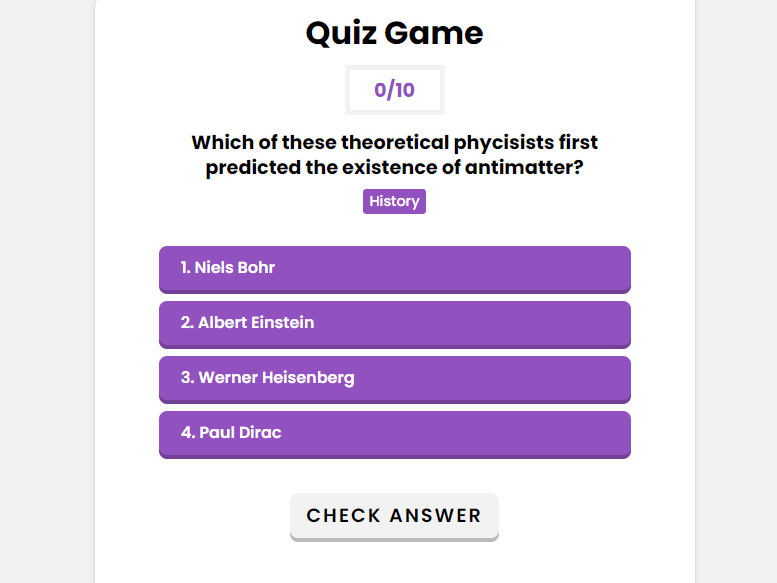 Quiz Game
0/10
Which of these theoretical phycisists first
predicted the existence of antimatter?
History
1. Niels Bohr
2. Albert Einstein
3. Werner Heisenberg
4. Paul Dirac
CHECK ANSWER